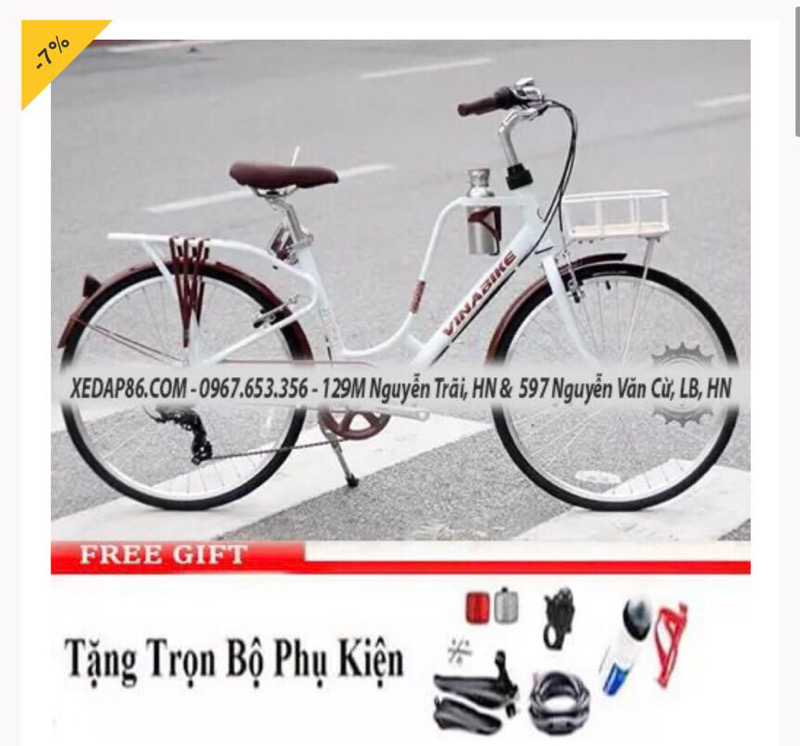 -7%
VINABIKE
XEDAP86.COM - 0967.653.356 - 129M Nguyễn Trãi, HN & 597 Nguyễn Văn Cừ, LB, HN
FREE GIFT
Tặng Trọn Bộ Phụ Kiện